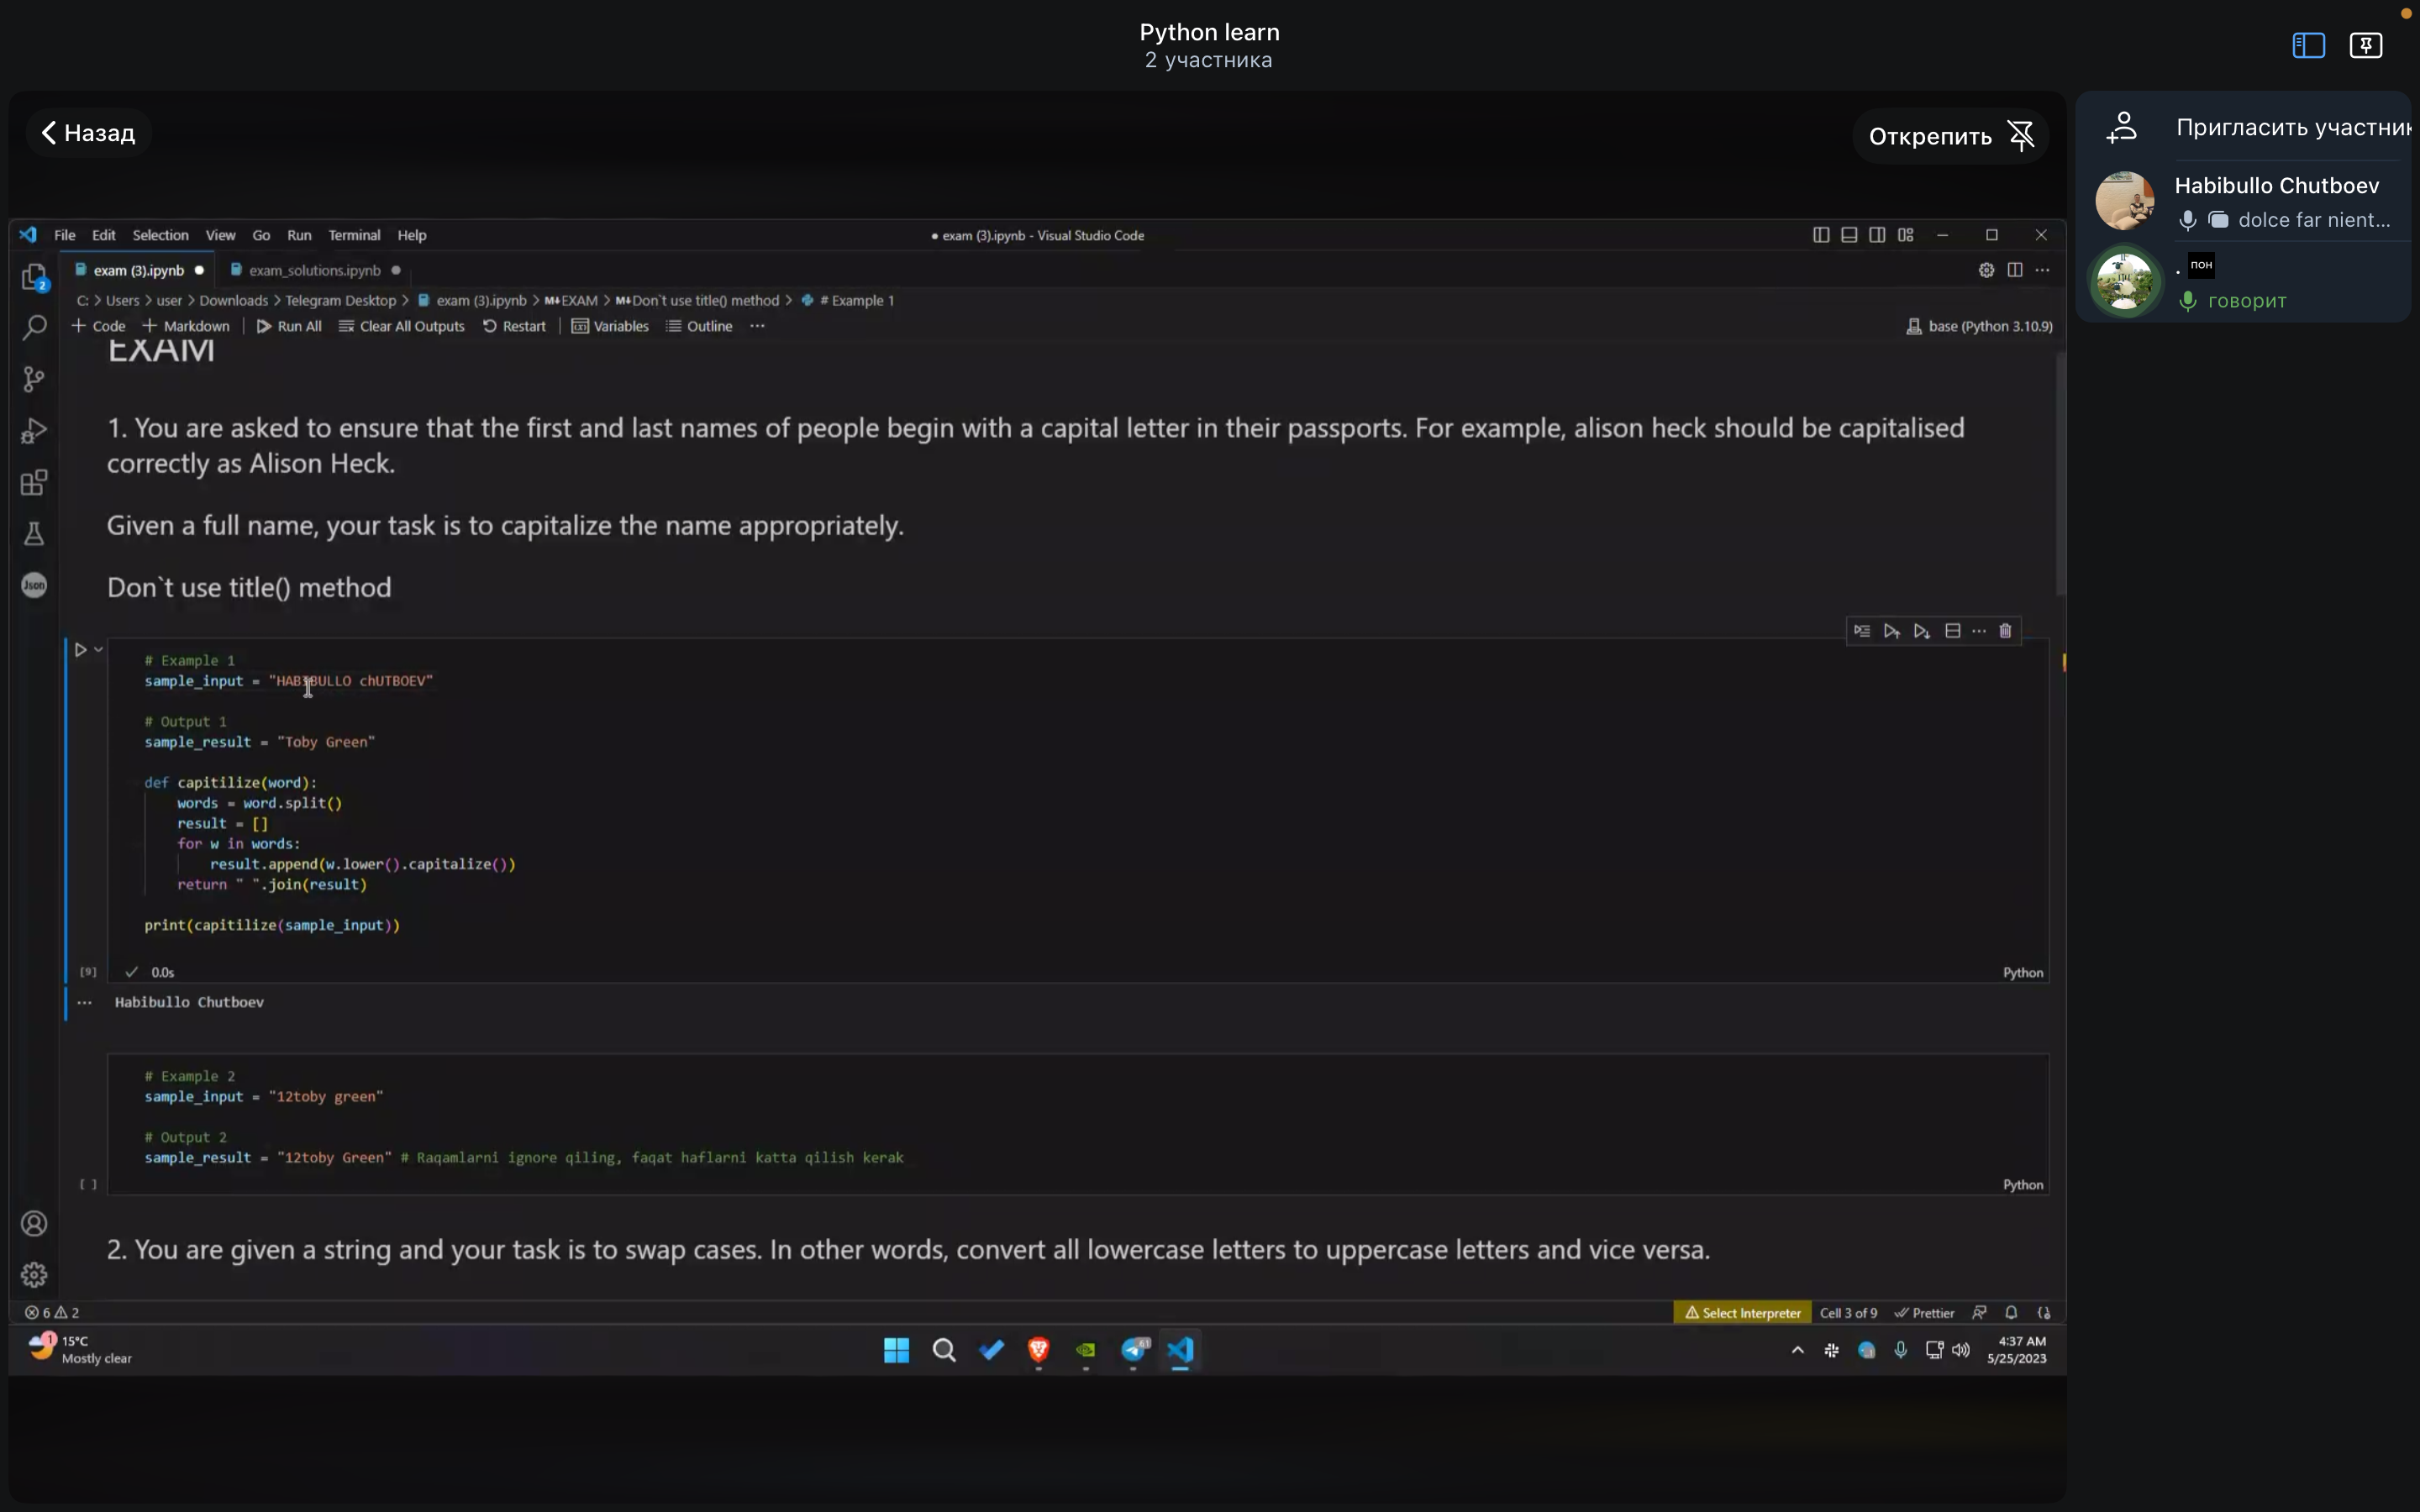 Python learn
2 участника
Назад
Открепить
Пригласить участник
Habibullo Chutboev
dolce far nient...
. пон
говорит
File Edit Selection View Go Run Terminal Help
● exam (3).ipynb - Visual Studio Code
exam (3).ipynb ● exam_solutions.ipynb ●
2
C: > Users > user > Downloads > Telegram Desktop > exam (3).ipynb > M↓EXAM > M↓Don`t use title() method > # Example 1
+ Code + Markdown | Run All Clear All Outputs Restart | Variables Outline ···
base (Python 3.10.9)
EXAM
1. You are asked to ensure that the first and last names of people begin with a capital letter in their passports. For example, alison heck should be capitalised
correctly as Alison Heck.
Given a full name, your task is to capitalize the name appropriately.
Don`t use title() method
Json
# Example 1
sample_input = "HABIBULLO chUTBOEV"
# Output 1
sample_result = "Toby Green"
def capitilize(word):
words = word.split()
result = []
for w in words:
result.append(w.lower().capitalize())
return " ".join(result)
print(capitilize(sample_input))
[9] ✓ 0.0s
Python
··· Habibullo Chutboev
# Example 2
sample_input = "12toby green"
# Output 2
sample_result = "12toby Green" # Raqamlarni ignore qiling, faqat haflarni katta qilish kerak
[ ]
Python
2. You are given a string and your task is to swap cases. In other words, convert all lowercase letters to uppercase letters and vice versa.
6 2
Select Interpreter Cell 3 of 9 Prettier
1
15°C
Mostly clear
61
4:37 AM
5/25/2023